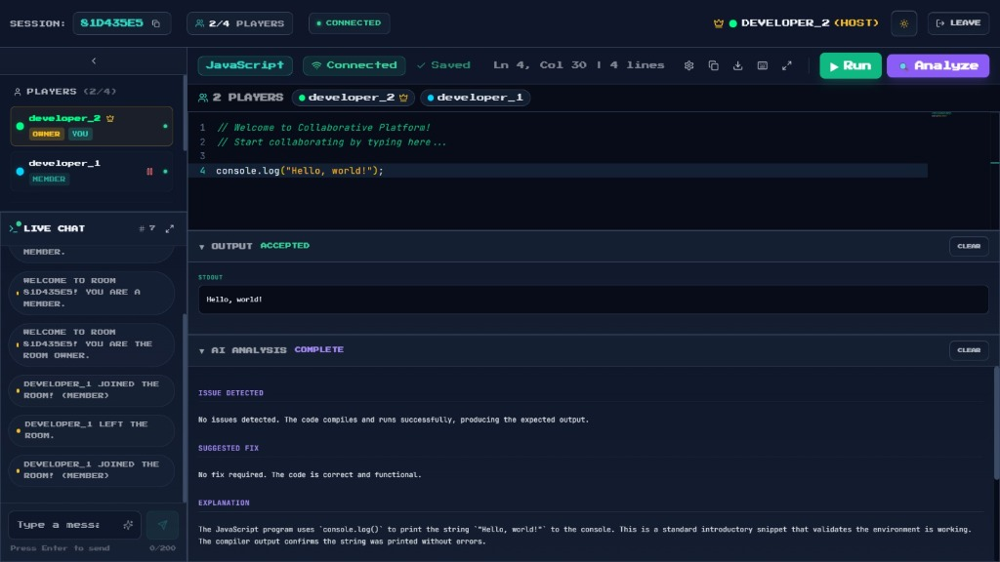 SESSION: 81D435E5
2/4 PLAYERS
CONNECTED
DEVELOPER_2 (HOST)
LEAVE
PLAYERS (2/4)
developer_2
OWNER YOU
developer_1
MEMBER
LIVE CHAT # 7
MEMBER.
WELCOME TO ROOM
81D435E5! YOU ARE A
MEMBER.
WELCOME TO ROOM
81D435E5! YOU ARE THE
ROOM OWNER.
DEVELOPER_1 JOINED THE
ROOM! (MEMBER)
DEVELOPER_1 LEFT THE
ROOM.
DEVELOPER_1 JOINED THE
ROOM! (MEMBER)
Type a messa
Press Enter to send 0/200
JavaScript Connected Saved Ln 4, Col 30 | 4 lines Run Analyze
2 PLAYERS developer_2 developer_1
1 // Welcome to Collaborative Platform!
2 // Start collaborating by typing here...
3
4 console.log("Hello, world!");
OUTPUT ACCEPTED CLEAR
STDOUT
Hello, world!
AI ANALYSIS COMPLETE CLEAR
ISSUE DETECTED
No issues detected. The code compiles and runs successfully, producing the expected output.
SUGGESTED FIX
No fix required. The code is correct and functional.
EXPLANATION
The JavaScript program uses `console.log()` to print the string `"Hello, world!"` to the console. This is a standard introductory snippet that validates the environment is working.
The compiler output confirms the string was printed without errors.